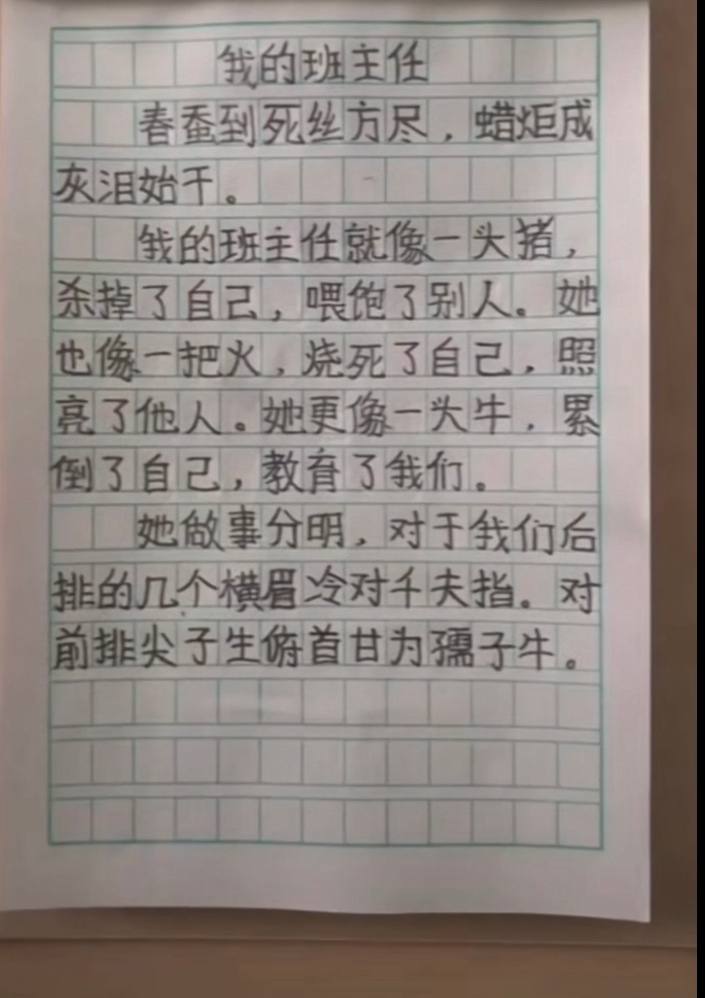 我的班主任
春蚕到死丝方尽，蜡炬成
灰泪始干。
我的班主任就像一头猪，
杀掉了自己，喂饱了别人。她
也像一把火，烧死了自己，照
亮了他人。她更像一头牛，累
倒了自己，教育了我们。
她做事分明，对于我们后
排的几个横眉冷对千夫指。对
前排尖子生俯首甘为孺子牛。